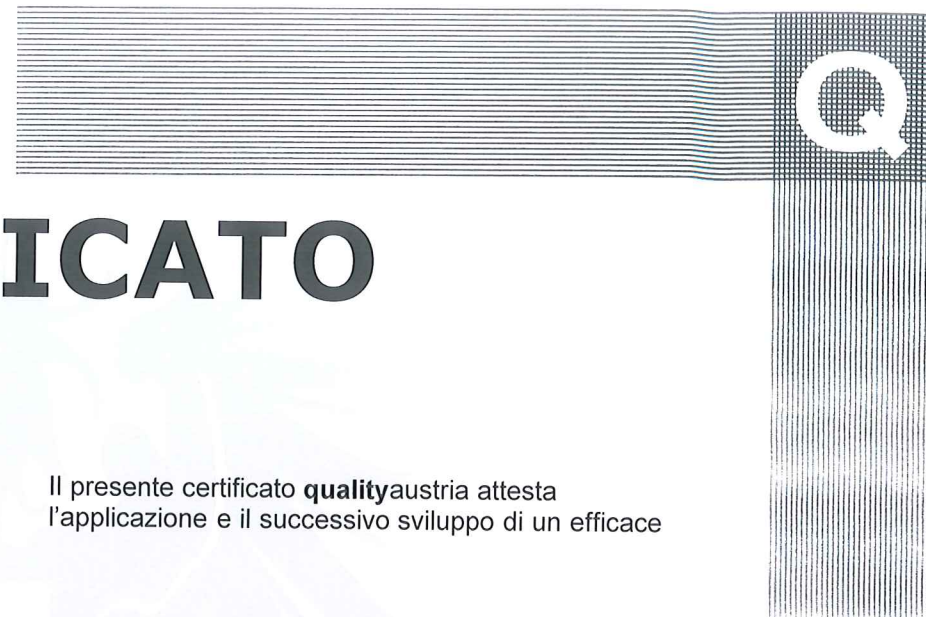 Q
ICATO
Il presente certificato qualityaustria attesta
l'applicazione e il successivo sviluppo di un efficace